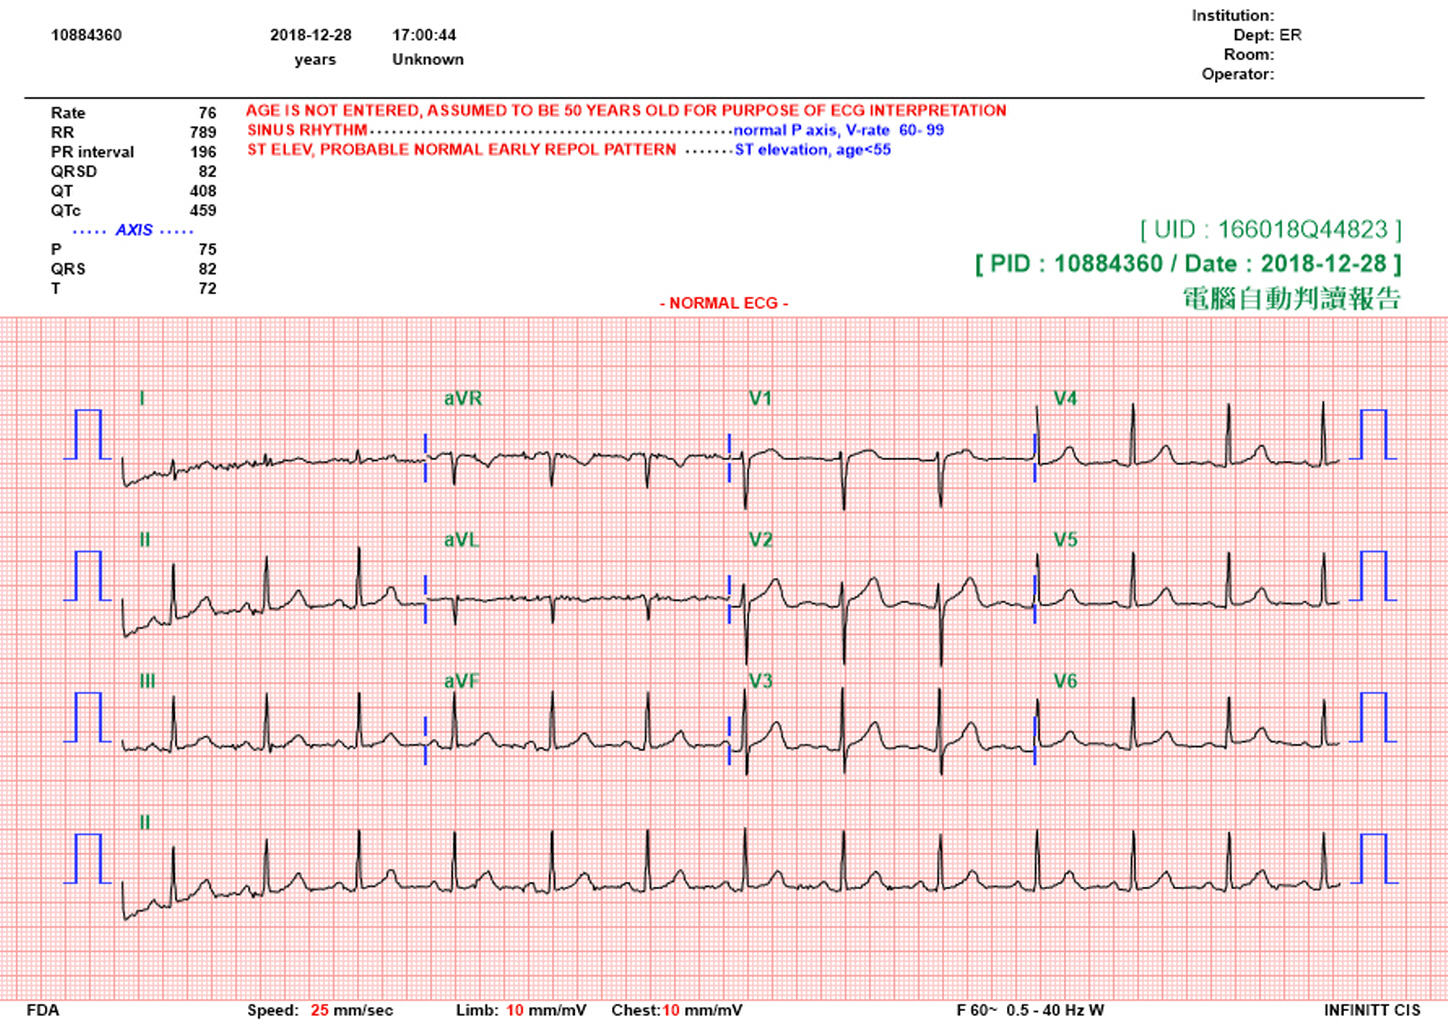 10884360 2018-12-28 17:00:44
years Unknown
Institution:
Dept: ER
Room:
Operator:
Rate 76
RR 789
PR interval 196
QRSD 82
QT 408
QTc 459
····· AXIS ·····
P 75
QRS 82
T 72
AGE IS NOT ENTERED, ASSUMED TO BE 50 YEARS OLD FOR PURPOSE OF ECG INTERPRETATION
SINUS RHYTHM··········································normal P axis, V-rate 60- 99
ST ELEV, PROBABLE NORMAL EARLY REPOL PATTERN ·······ST elevation, age<55
[ UID : 166018Q44823 ]
[ PID : 10884360 / Date : 2018-12-28 ]
電腦自動判讀報告
- NORMAL ECG -
I aVR V1 V4
II aVL V2 V5
III aVF V3 V6
II
FDA Speed: 25 mm/sec Limb: 10 mm/mV Chest:10 mm/mV F 60~ 0.5 - 40 Hz W INFINITT CIS